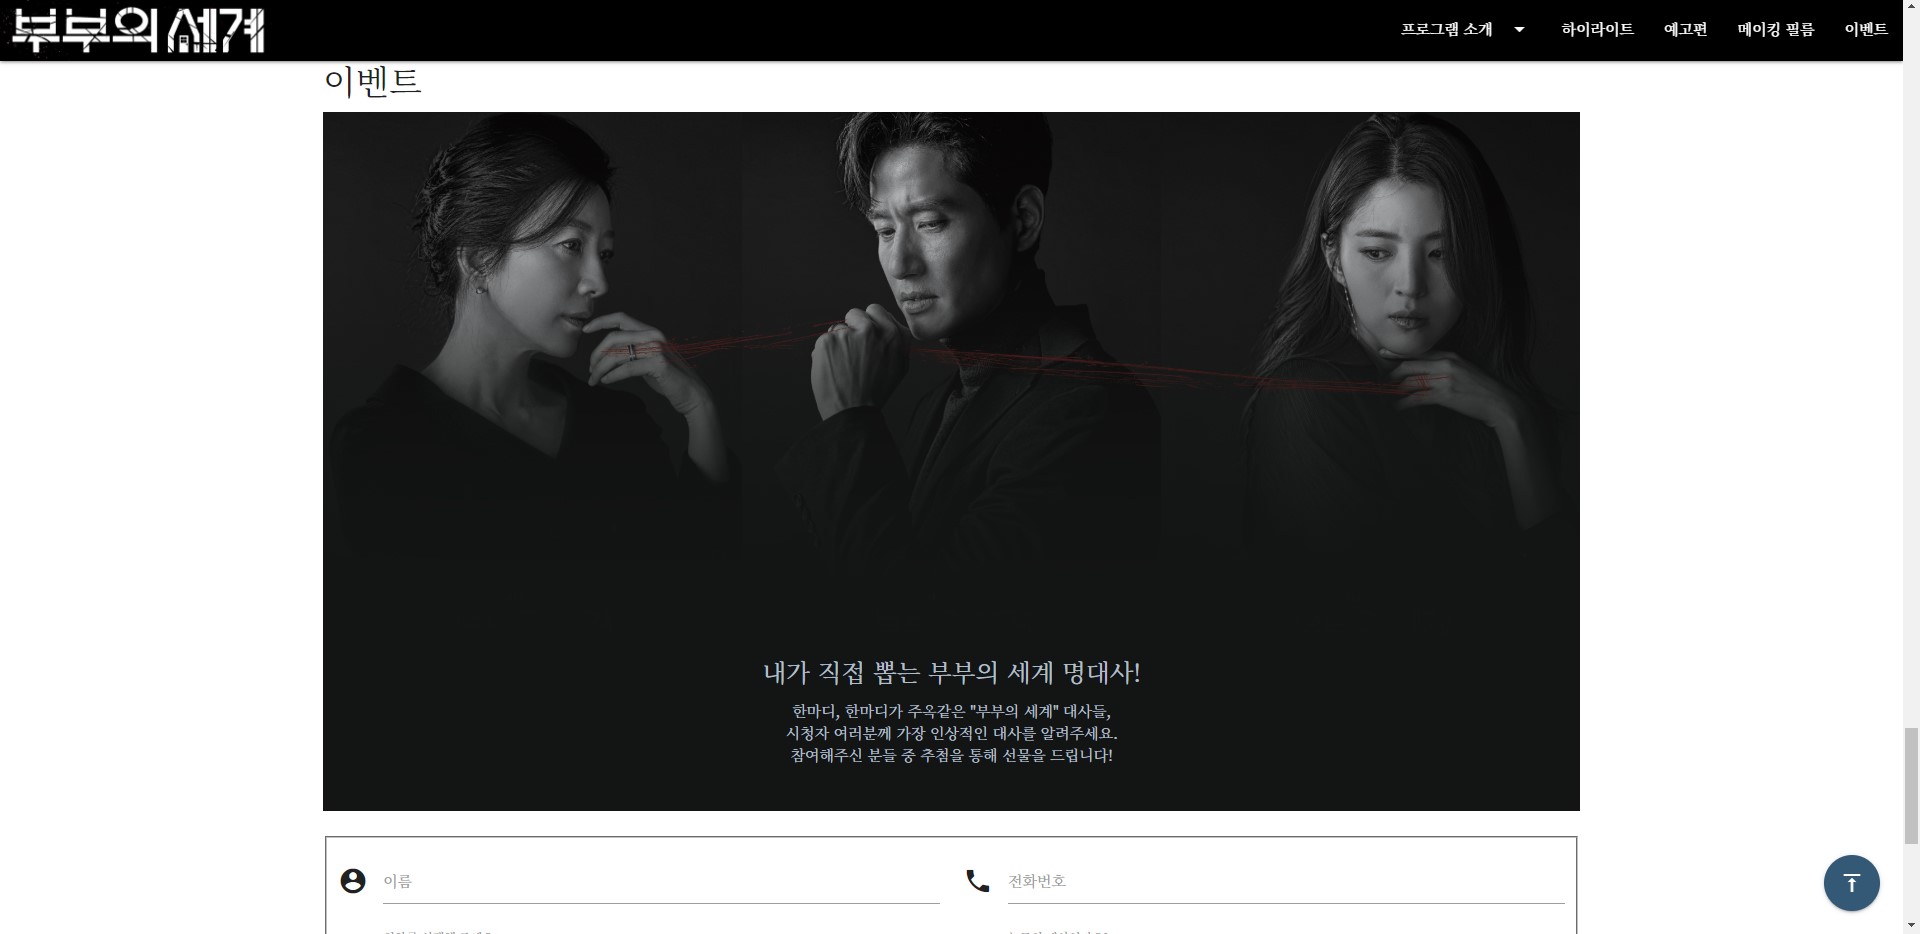 부부의 세계
프로그램 소개 하이라이트 예고편 메이킹 필름 이벤트
이벤트
내가 직접 뽑는 부부의 세계 명대사!
한마디, 한마디가 주옥같은 "부부의 세계" 대사들,
시청자 여러분께 가장 인상적인 대사를 알려주세요.
참여해주신 분들 중 추첨을 통해 선물을 드립니다!
이름 전화번호